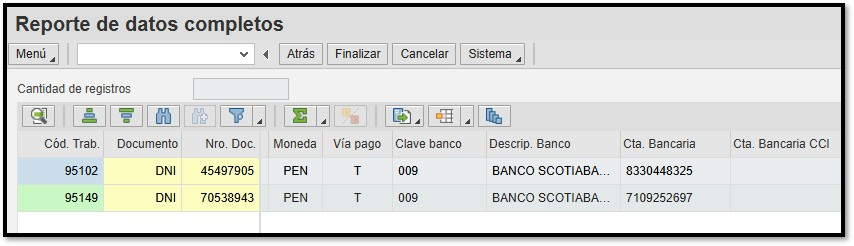 Reporte de datos completos
Menú Atrás Finalizar Cancelar Sistema
Cantidad de registros
Cód. Trab. Documento Nro. Doc. Moneda Vía pago Clave banco Descrip. Banco Cta. Bancaria Cta. Bancaria CCI
95102 DNI 45497905 PEN T 009 BANCO SCOTIABA... 8330448325
95149 DNI 70538943 PEN T 009 BANCO SCOTIABA... 7109252697